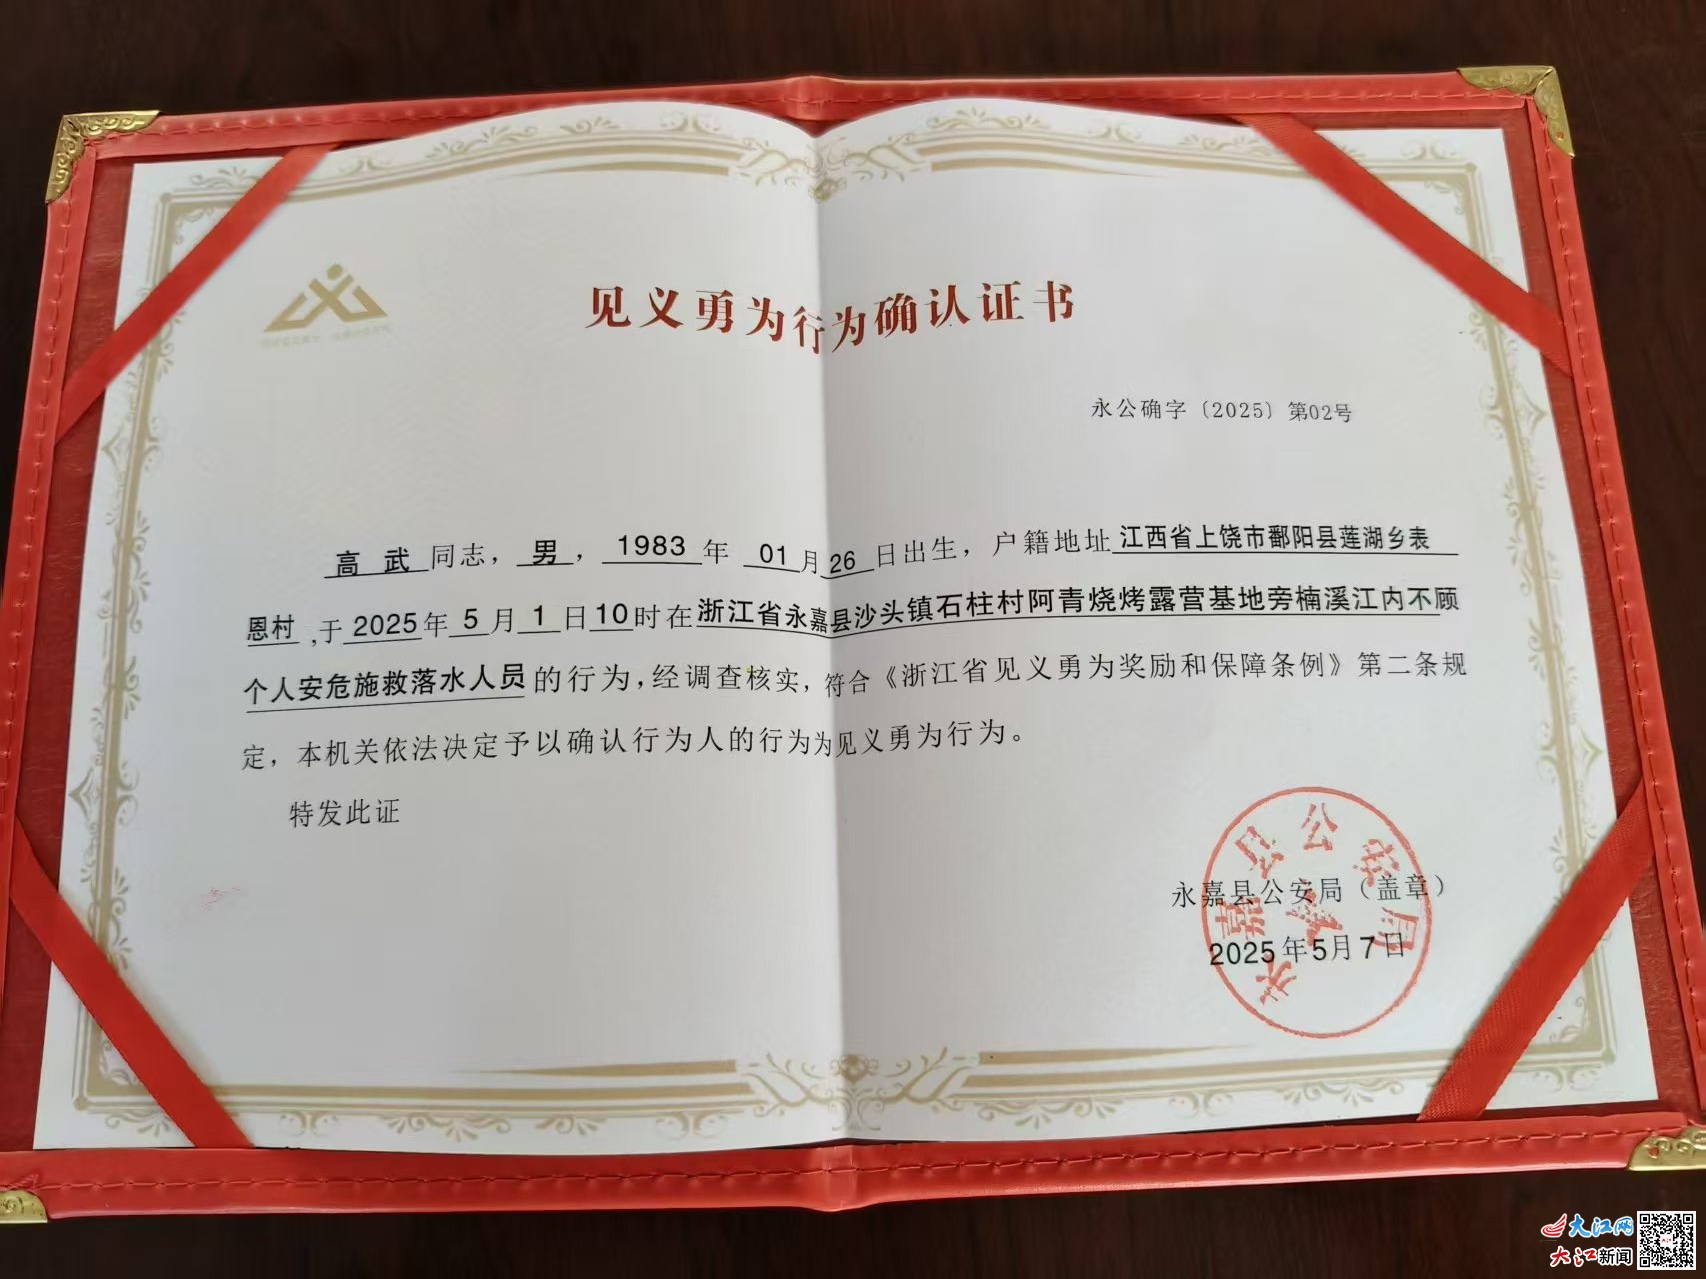 见义勇为行为确认证书
永公确字〔2025〕第02号
高武同志，男，1983年01月26日出生，户籍地址江西省上饶市鄱阳县莲湖乡表
恩村,于2025年5月1日10时在浙江省永嘉县沙头镇石柱村阿青烧烤露营基地旁楠溪江内不顾
个人安危施救落水人员的行为,经调查核实,符合《浙江省见义勇为奖励和保障条例》第二条规
定，本机关依法决定予以确认行为人的行为为见义勇为行为。
特发此证
永嘉县公安局（盖章）
2025年5月7日
永嘉县公安局
大江网
大江新闻